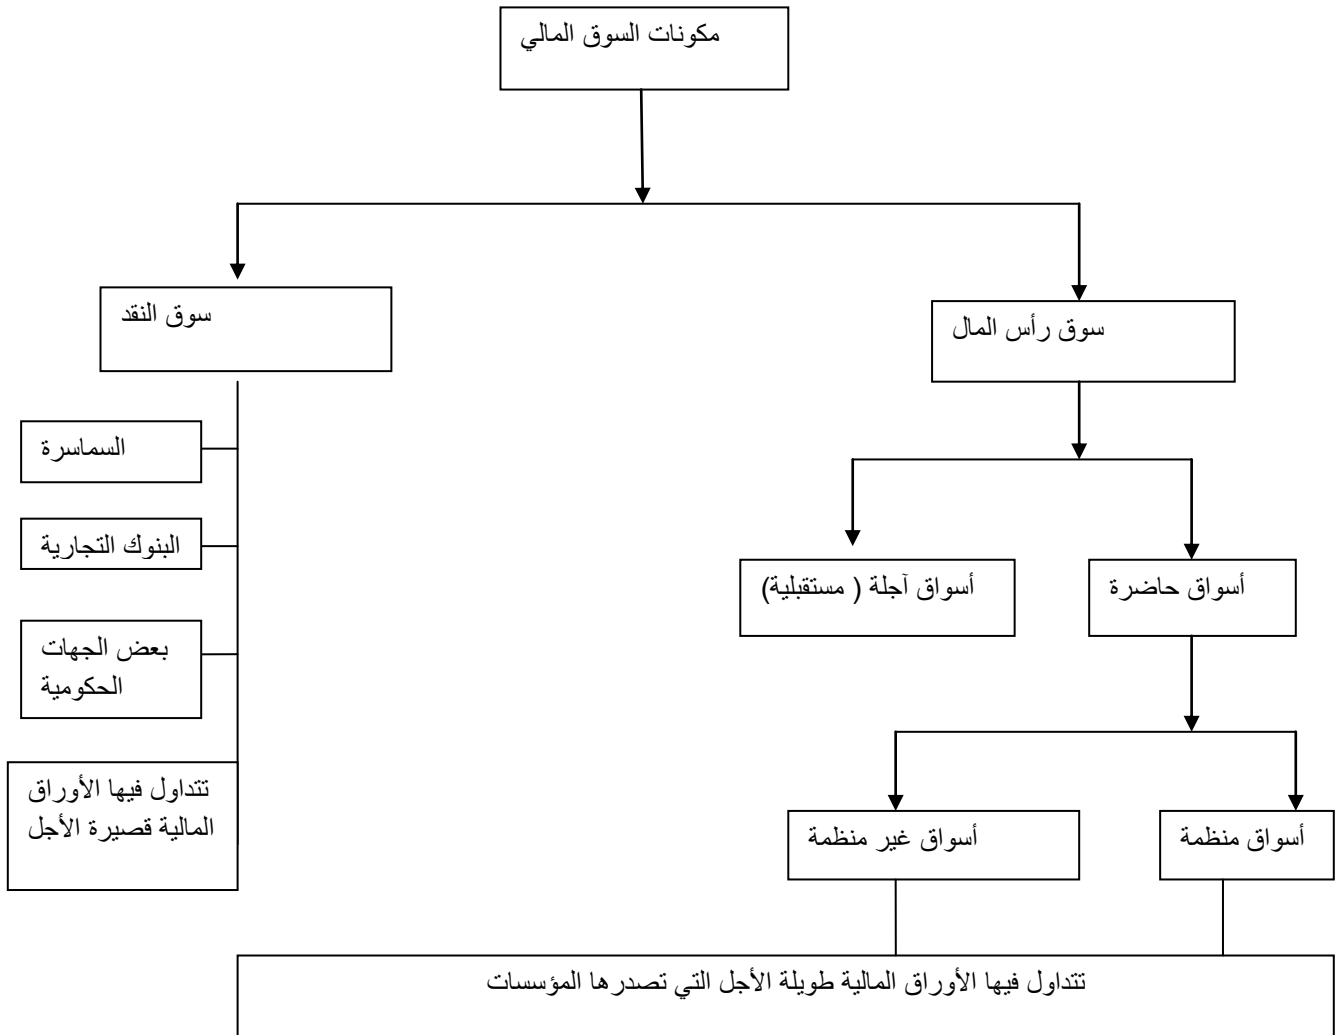 مكونات السوق المالي
سوق رأس المال
سوق النقد
السماسرة
البنوك التجارية
بعض الجهات
الحكومية
تتداول فيها الأوراق
المالية قصيرة الأجل
أسواق حاضرة
أسواق آجلة ( مستقبلية)
أسواق منظمة
أسواق غير منظمة
تتداول فيها الأوراق المالية طويلة الأجل التي تصدرها المؤسسات